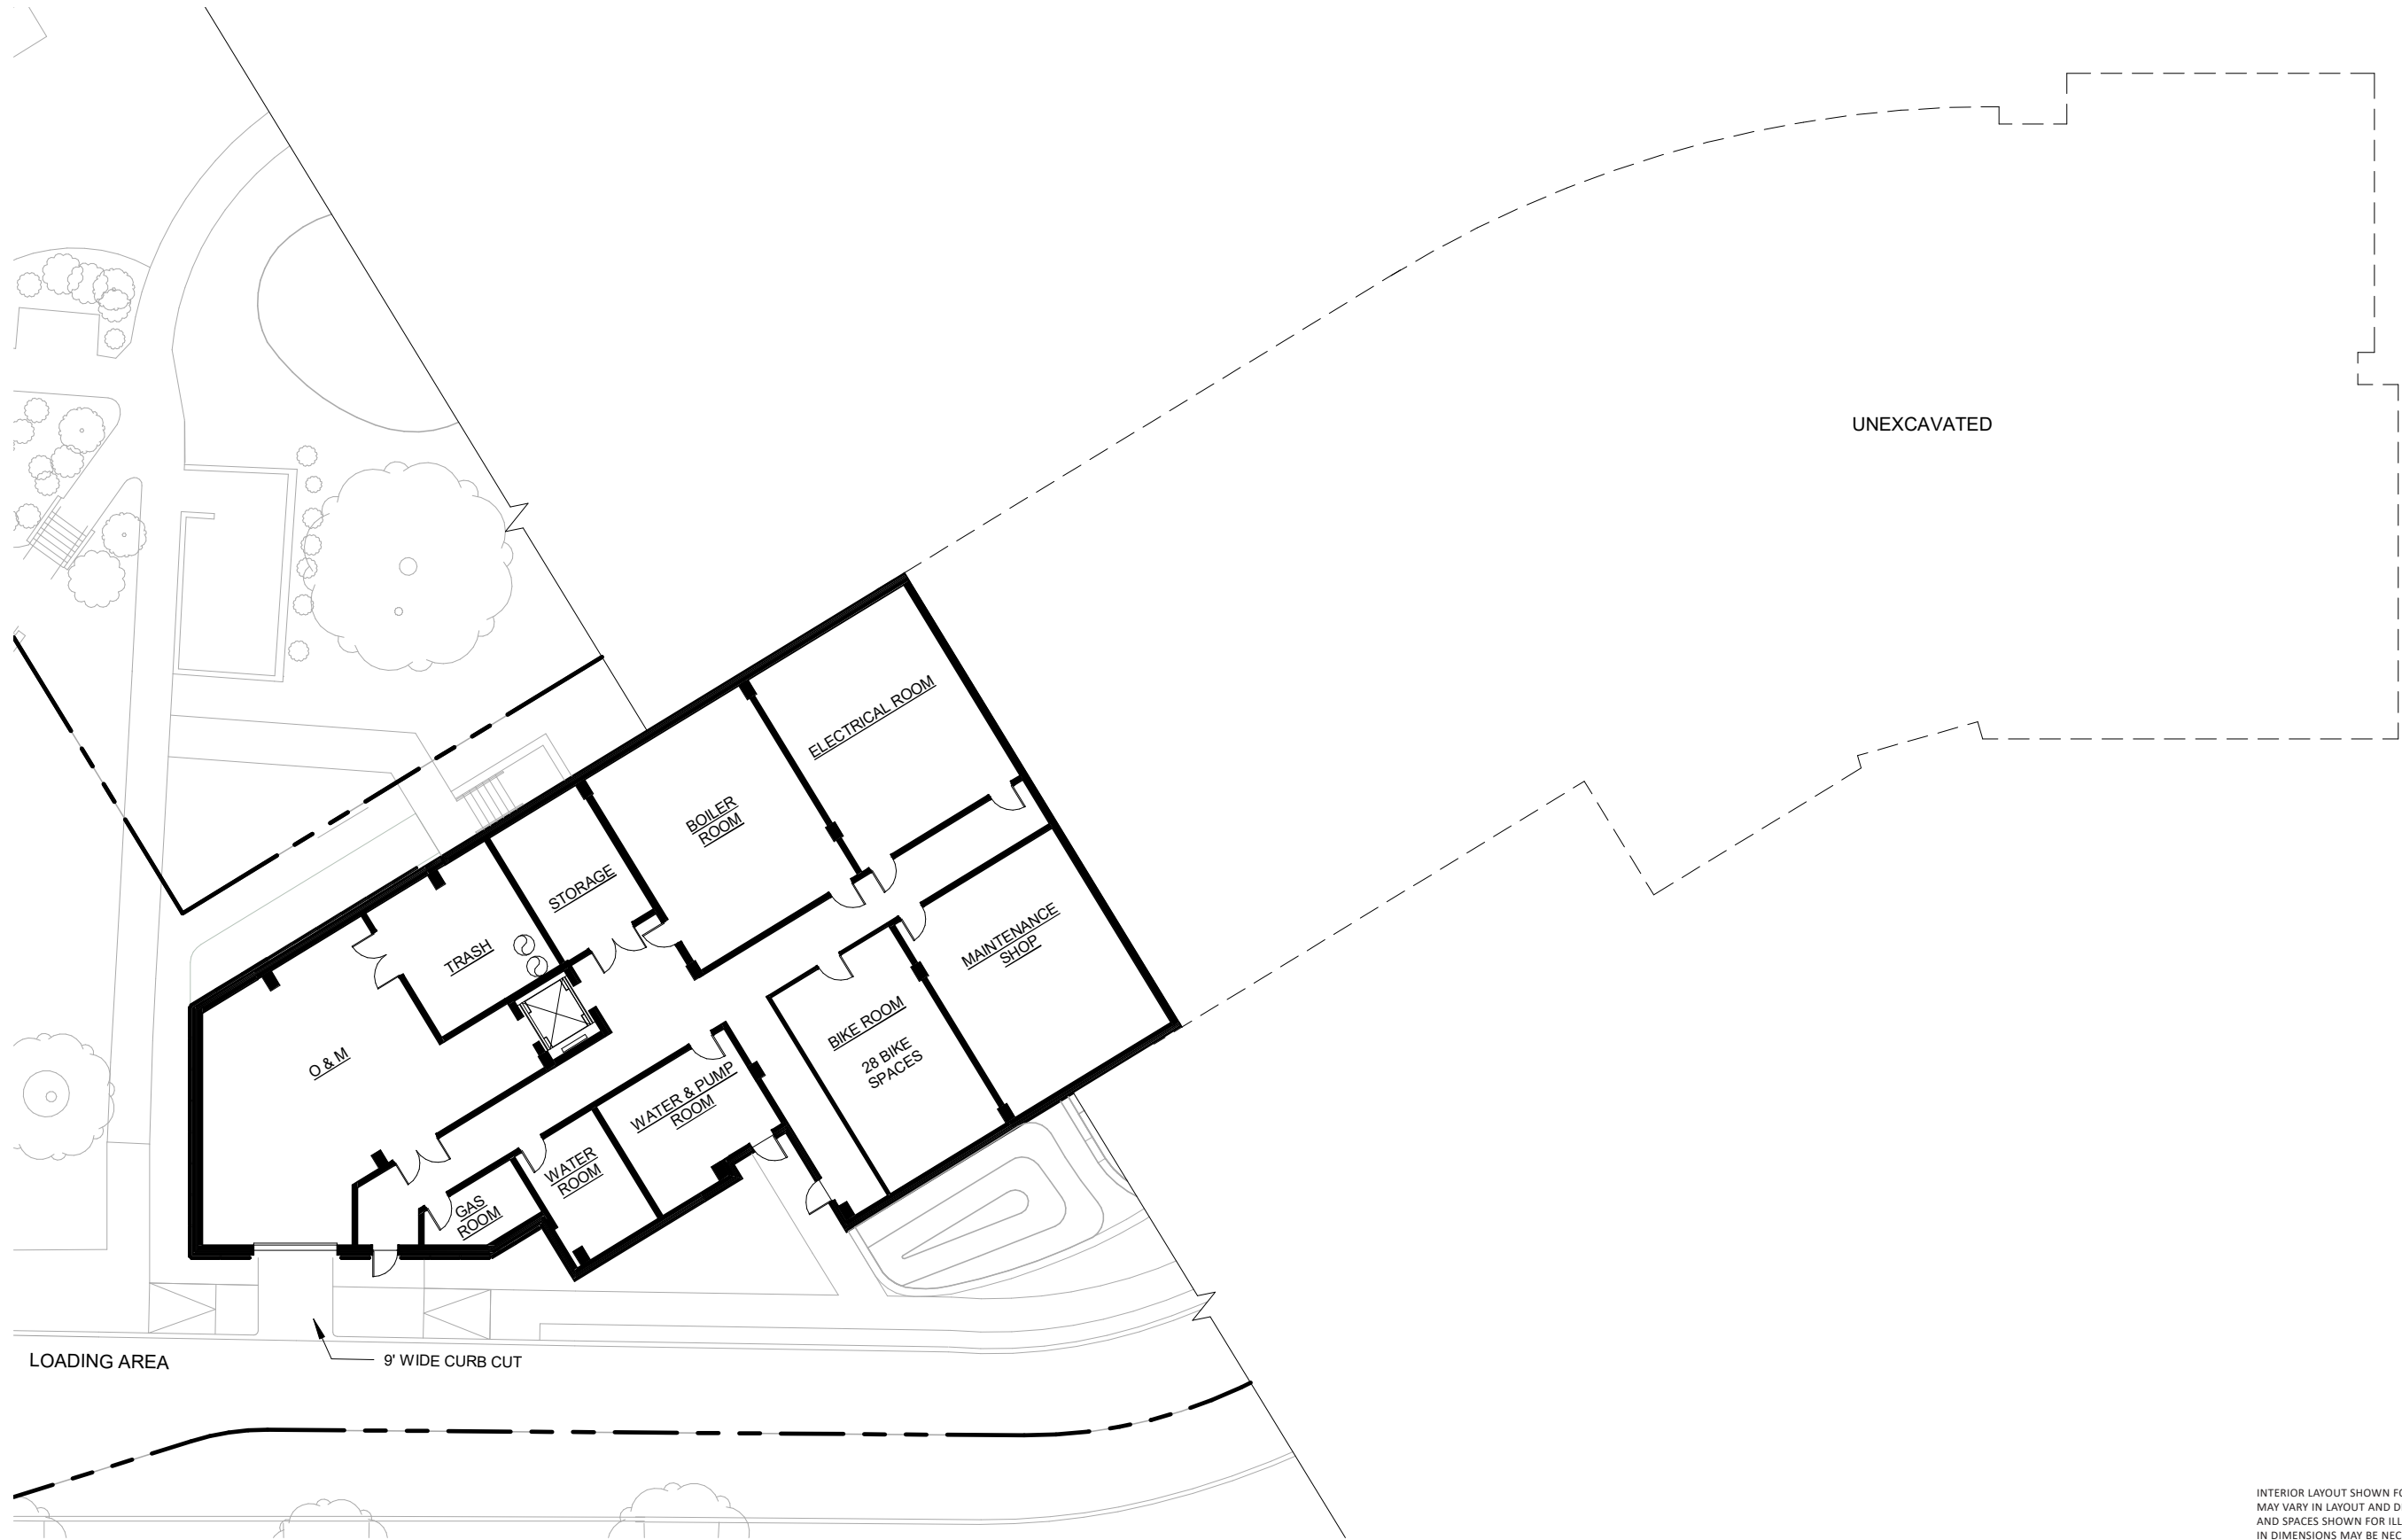 UNEXCAVATED
ELECTRICAL ROOM
BOILER
ROOM
STORAGE
TRASH
MAINTENANCE
SHOP
BIKE ROOM
28 BIKE
SPACES
O & M
WATER & PUMP
ROOM
WATER
ROOM
GAS
ROOM
LOADING AREA
9' WIDE CURB CUT
INTERIOR LAYOUT SHOWN
MAY VARY IN LAYOUT AND
AND SPACES SHOWN FOR
IN DIMENSIONS MAY BE